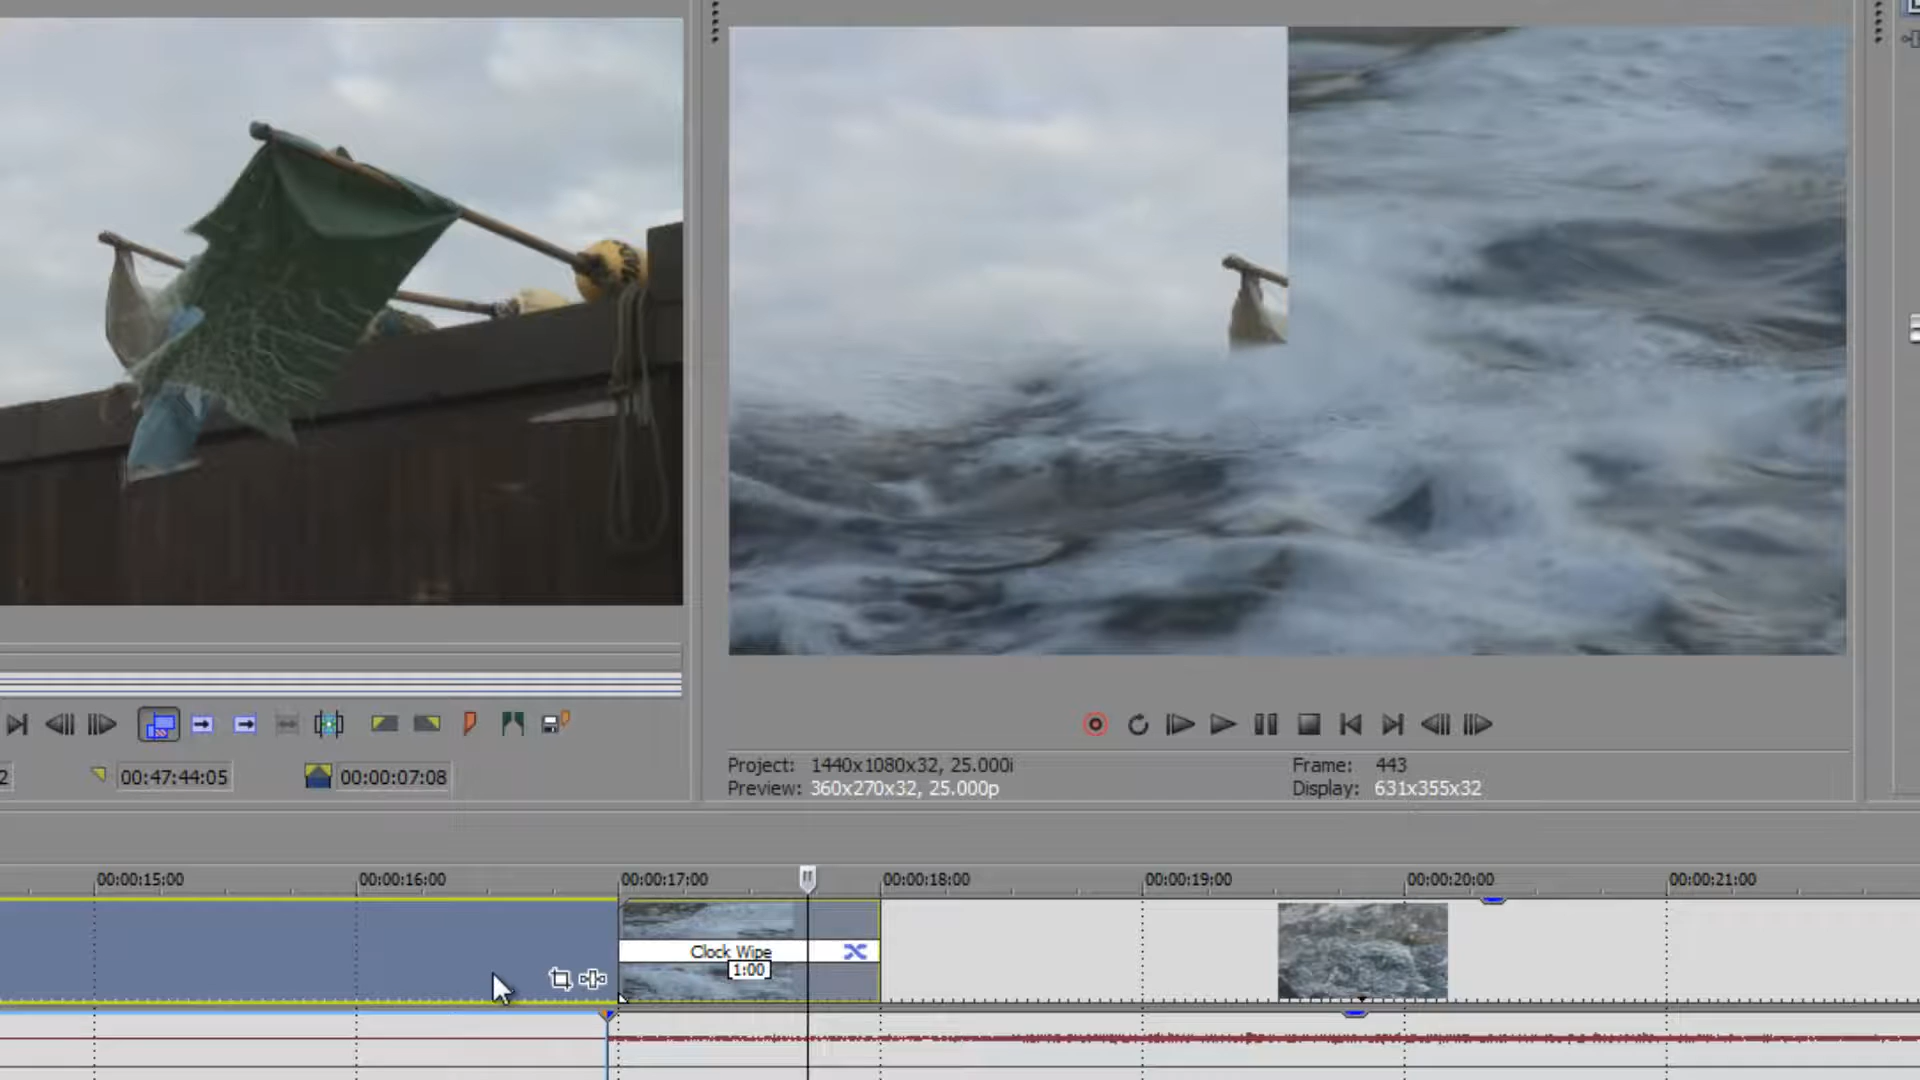 2
00:47:44:05
00:00:07:08
Project: 1440x1080x32, 25.000i
Preview: 360x270x32, 25.000p
Frame: 443
Display: 631x355x32
00:00:15:00
00:00:16:00
00:00:17:00
00:00:18:00
00:00:19:00
00:00:20:00
00:00:21:00
Clock Wipe
1:00